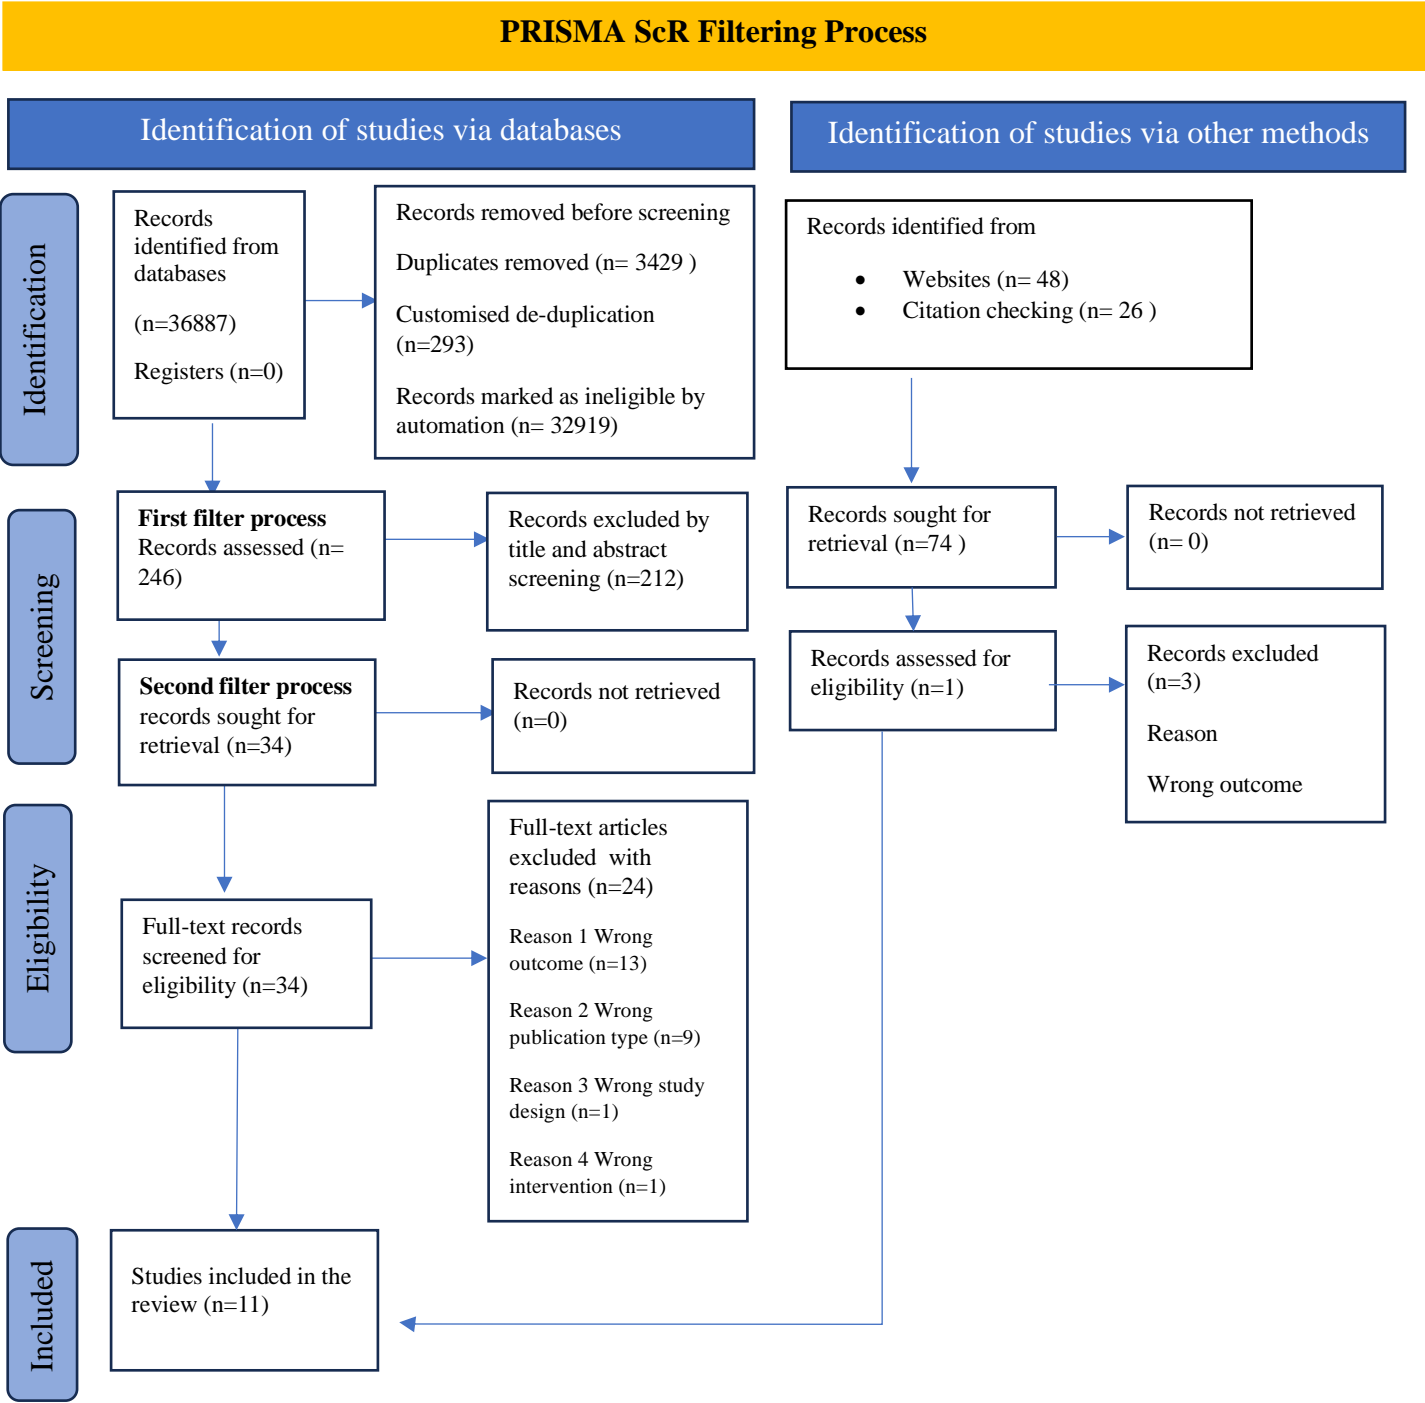 PRISMA ScR Filtering Process
Identification of studies via databases
Identification of studies via other methods
Identification
Records
identified from
databases
(n=36887)
Registers (n=0)
Records removed before screening
Duplicates removed (n= 3429 )
Customised de-duplication
(n=293)
Records marked as ineligible by
automation (n= 32919)
Records identified from
• Websites (n= 48)
• Citation checking (n= 26 )
Screening
First filter process
Records assessed (n=
246)
Records excluded by
title and abstract
screening (n=212)
Records sought for
retrieval (n=74 )
Records not retrieved
(n= 0)
Second filter process
records sought for
retrieval (n=34)
Records not retrieved
(n=0)
Records assessed for
eligibility (n=1)
Records excluded
(n=3)
Reason
Wrong outcome
Eligibility
Full-text records
screened for
eligibility (n=34)
Full-text articles
excluded  with
reasons (n=24)
Reason 1 Wrong
outcome (n=13)
Reason 2 Wrong
publication type (n=9)
Reason 3 Wrong study
design (n=1)
Reason 4 Wrong
intervention (n=1)
Included
Studies included in the
review (n=11)